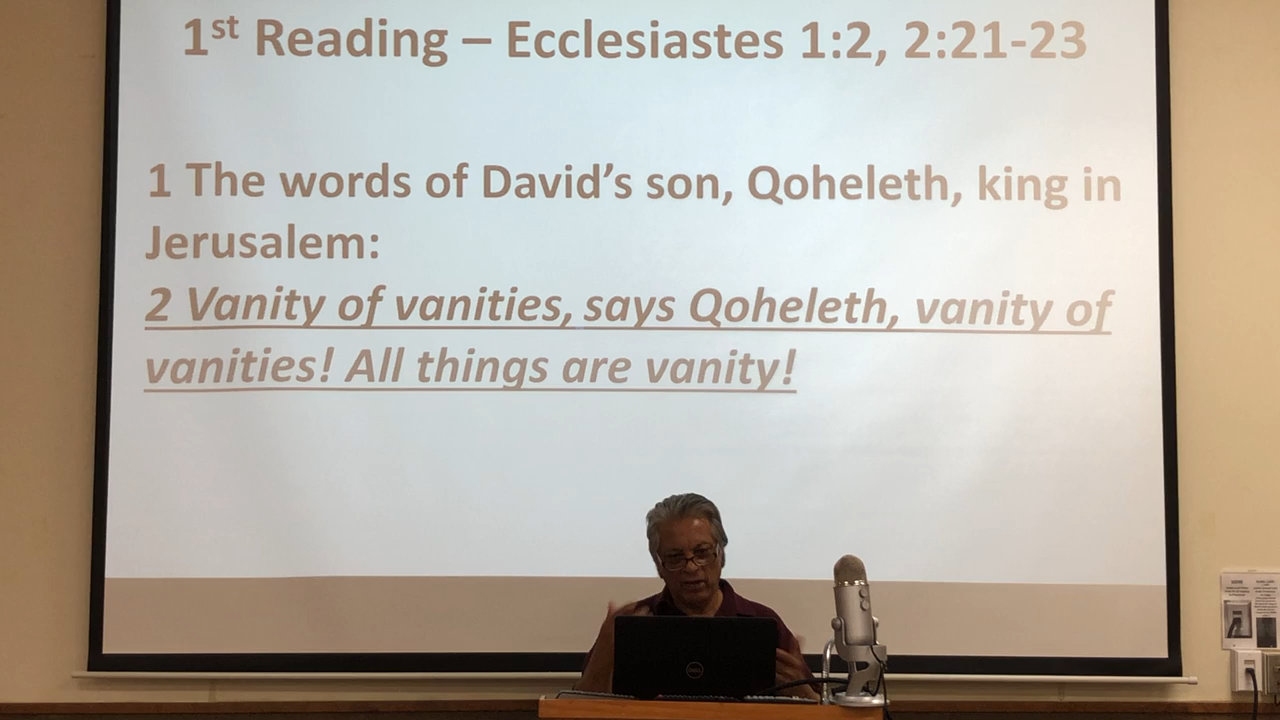 1st Reading – Ecclesiastes 1:2, 2:21-23
1 The words of David’s son, Qoheleth, king in
Jerusalem:
2 Vanity of vanities, says Qoheleth, vanity of
vanities! All things are vanity!
DELL